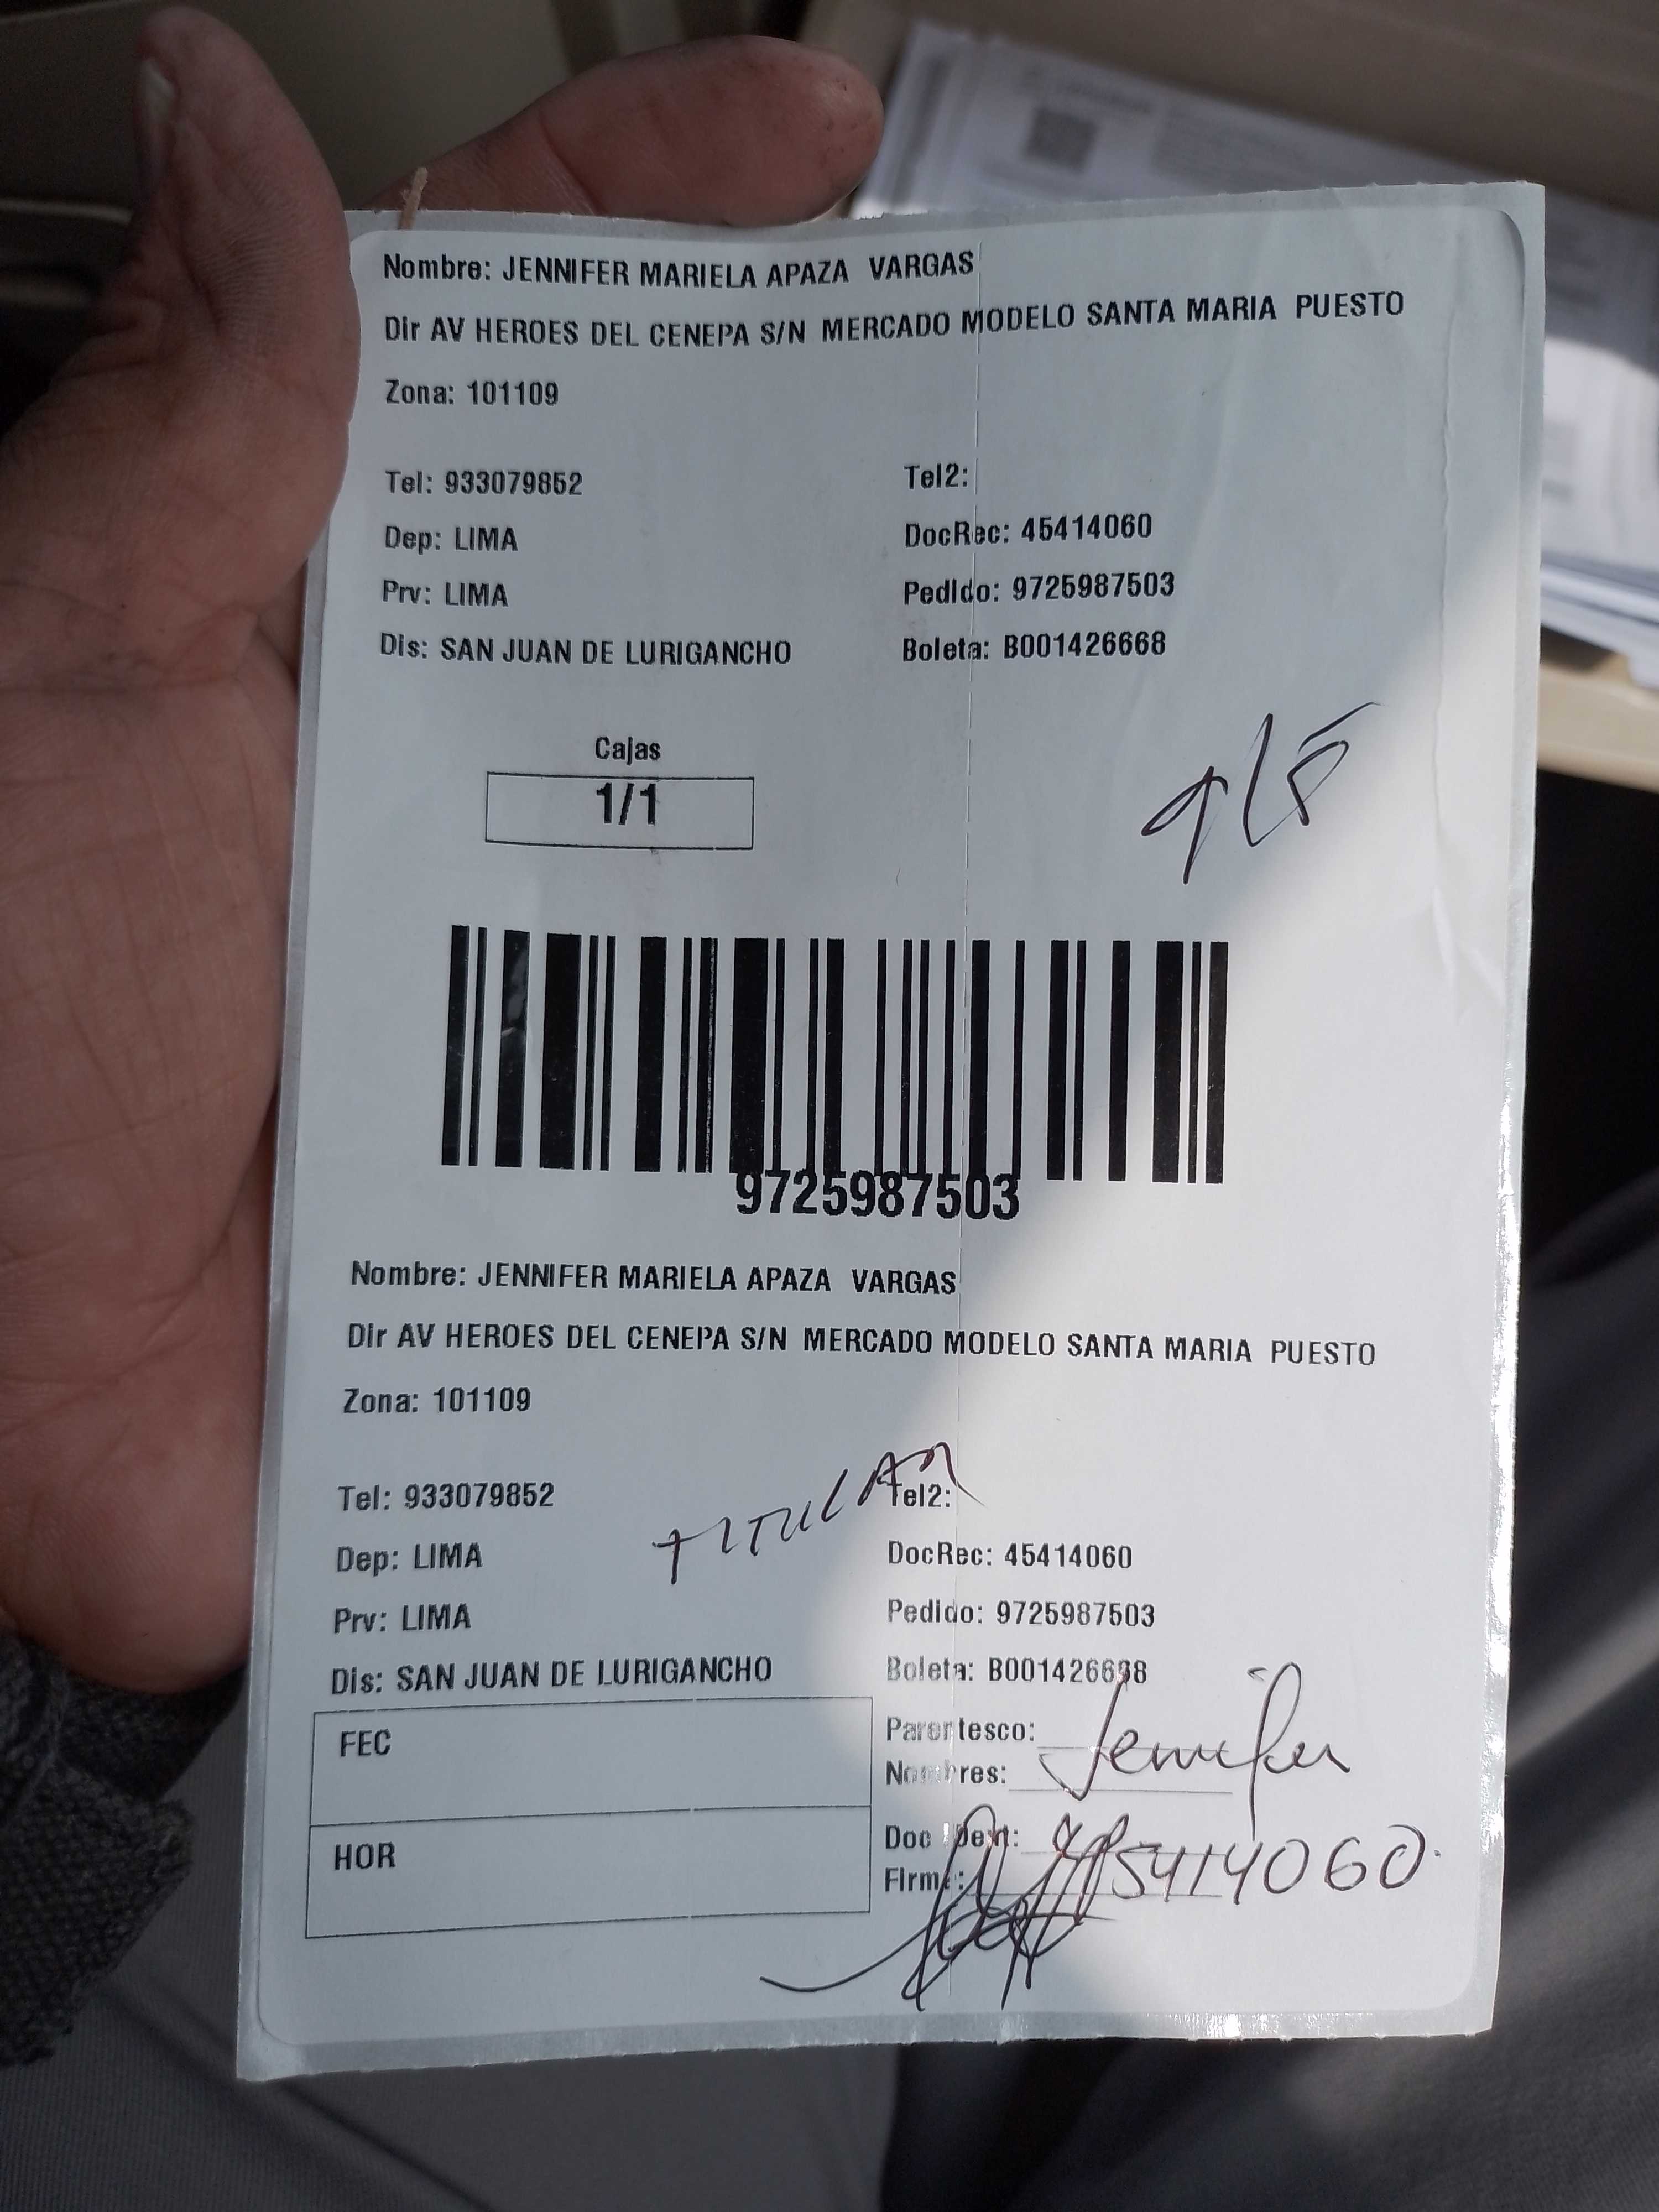 Nombre: JENNIFER MARIELA APAZA VARGAS
Dir AV HEROES DEL CENEPA S/N MERCADO MODELO SANTA MARIA PUESTO
Zona: 101109
Tel: 933079852 Tel2:
Dep: LIMA DocRec: 45414060
Prv: LIMA Pedido: 9725987503
Dis: SAN JUAN DE LURIGANCHO Boleta: B001426668
Cajas
1/1
9725987503
Nombre: JENNIFER MARIELA APAZA VARGAS
Dir AV HEROES DEL CENEPA S/N MERCADO MODELO SANTA MARIA PUESTO
Zona: 101109
TITULAR
Tel: 933079852 Tel2:
Dep: LIMA DocRec: 45414060
Prv: LIMA Pedido: 9725987503
Dis: SAN JUAN DE LURIGANCHO Boleta: B001426668
FEC Parentesco:
Nombres: Jennifer
HOR Doc Ident: 45414060
Firma: